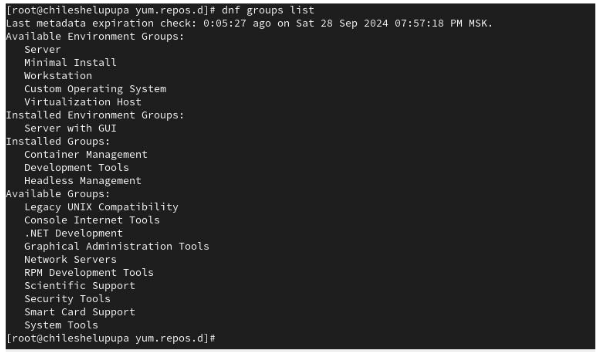 [root@chileshelupupa yum.repos.d]# dnf groups list
Last metadata expiration check: 0:05:27 ago on Sat 28 Sep 2024 07:57:18 PM MSK.
Available Environment Groups:
   Server
   Minimal Install
   Workstation
   Custom Operating System
   Virtualization Host
Installed Environment Groups:
   Server with GUI
Installed Groups:
   Container Management
   Development Tools
   Headless Management
Available Groups:
   Legacy UNIX Compatibility
   Console Internet Tools
   .NET Development
   Graphical Administration Tools
   Network Servers
   RPM Development Tools
   Scientific Support
   Security Tools
   Smart Card Support
   System Tools
[root@chileshelupupa yum.repos.d]#